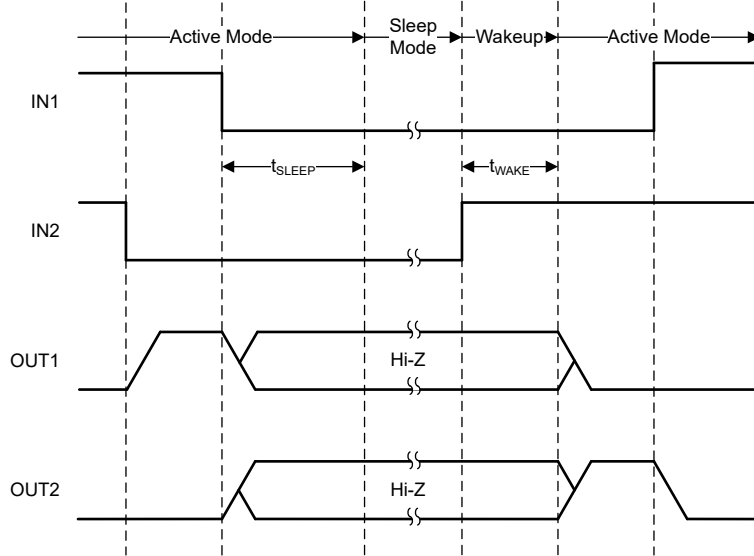 Active Mode
Sleep
Mode
Wakeup
Active Mode
IN1
tSLEEP
tWAKE
IN2
OUT1
Hi-Z
OUT2
Hi-Z